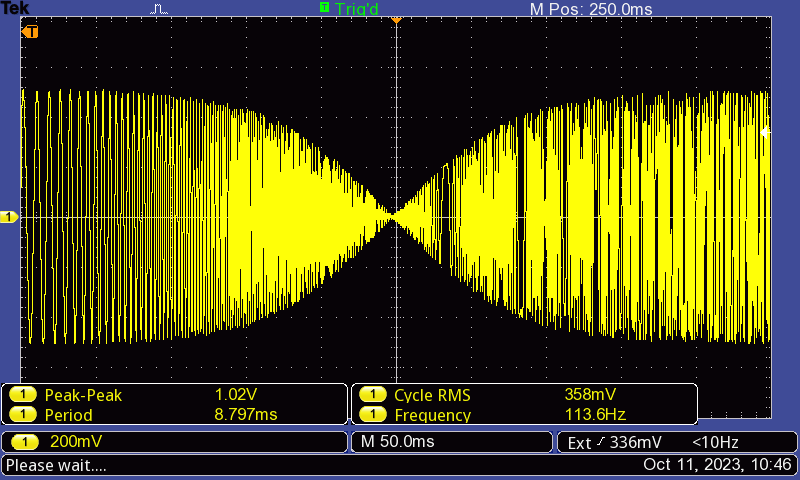 Tek T Trig'd M Pos: 250.0ms
T
1
1 Peak-Peak 1.02V 1 Cycle RMS 358mV
1 Period 8.797ms 1 Frequency 113.6Hz
1 200mV M 50.0ms Ext 336mV <10Hz
Please wait.... Oct 11, 2023, 10:46